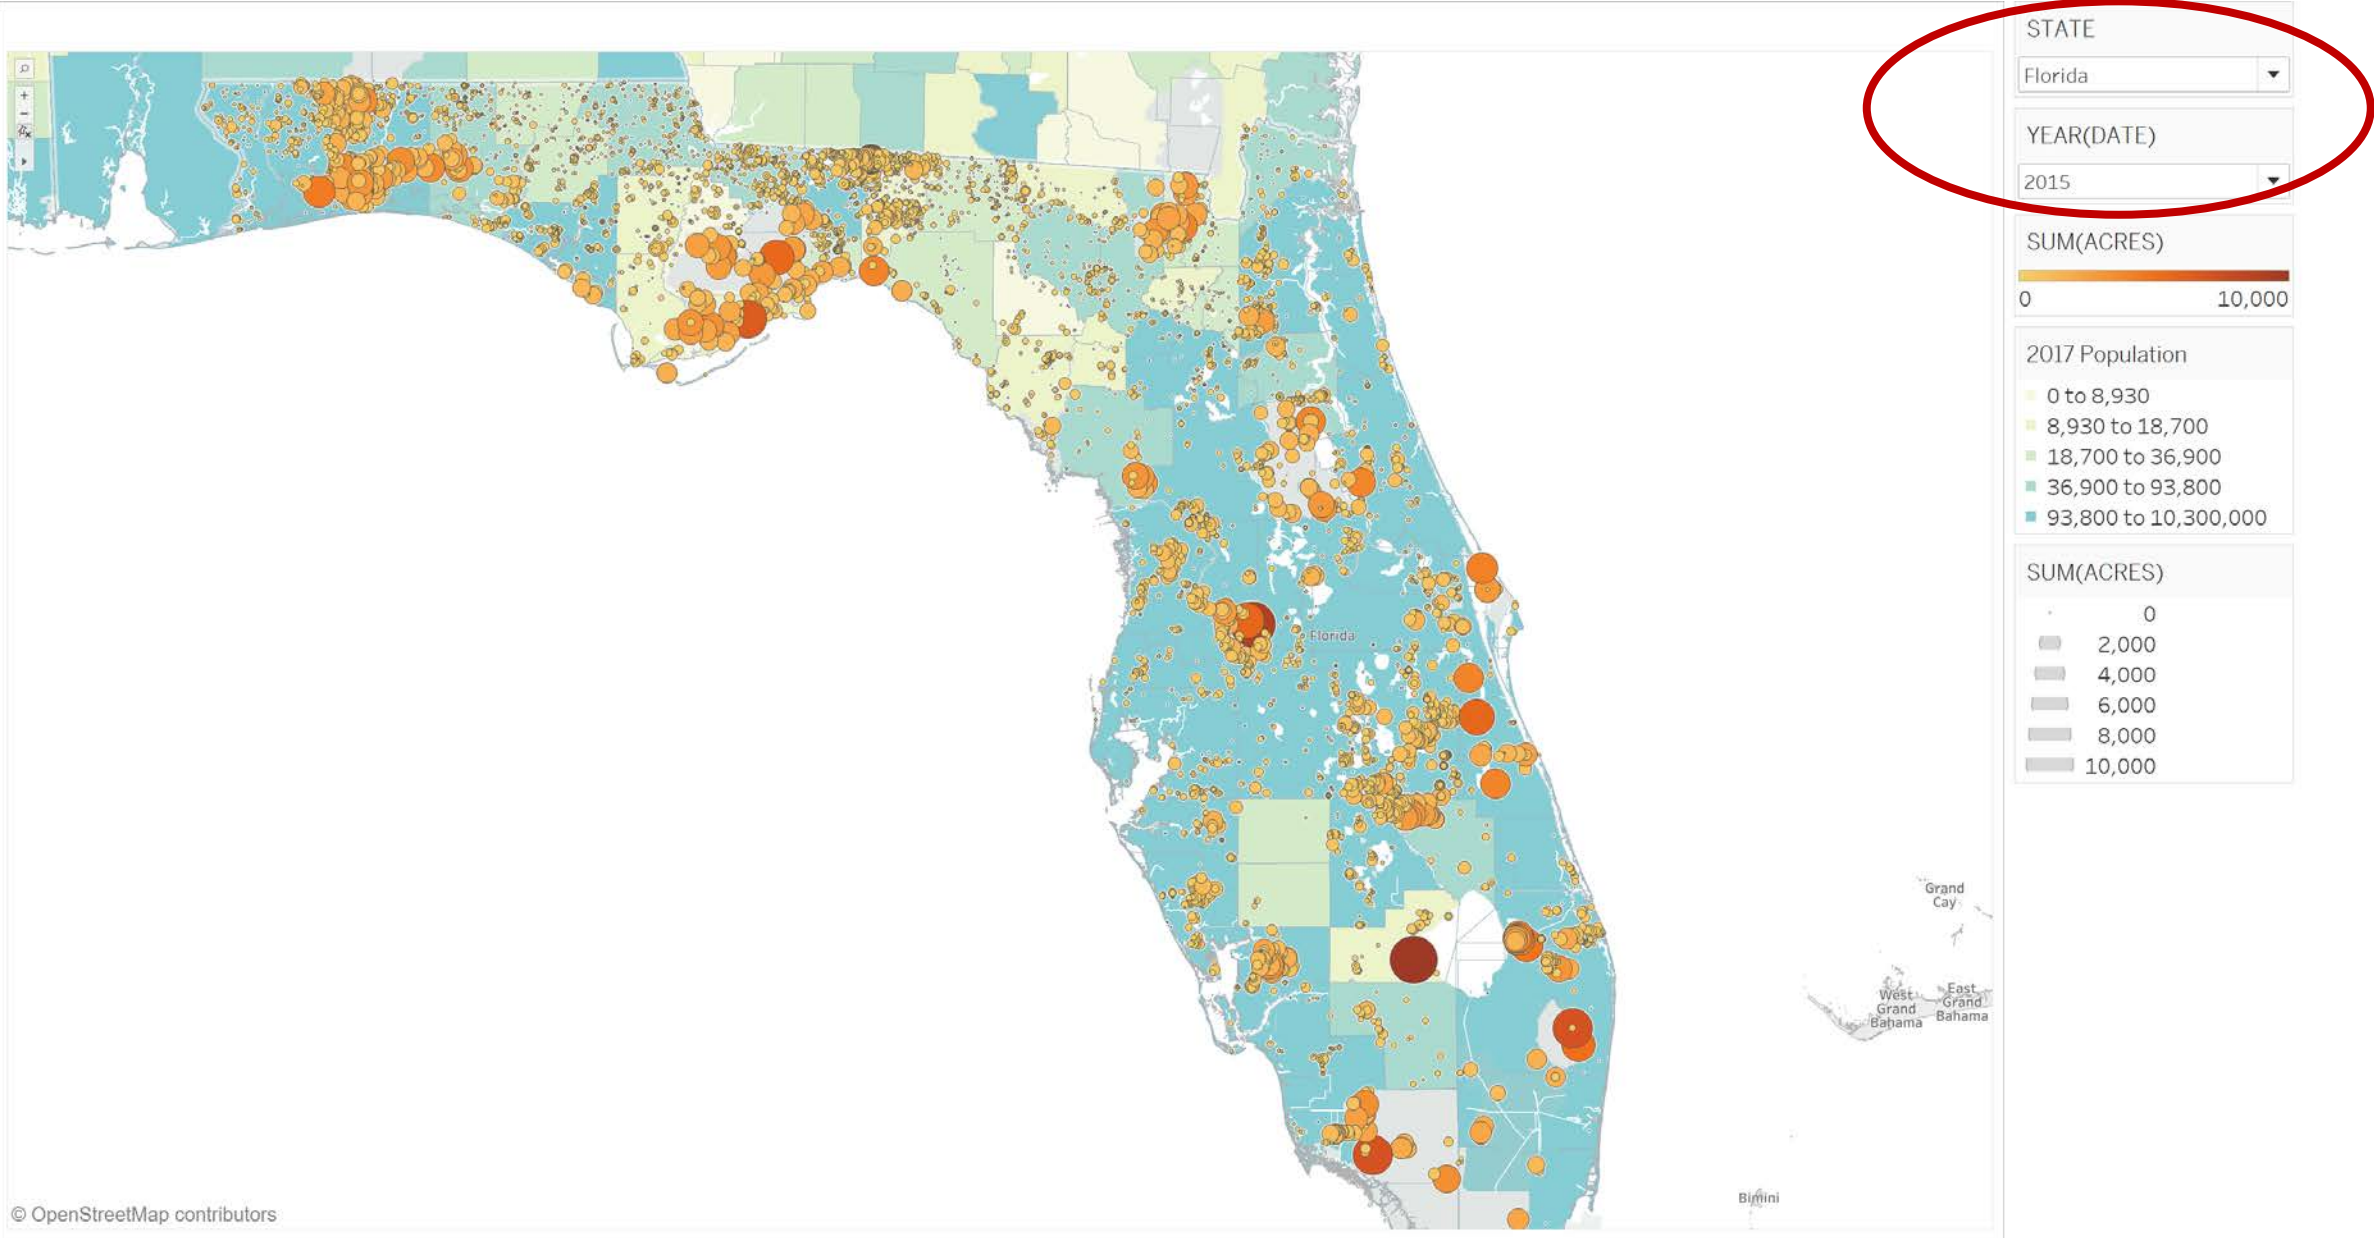 STATE
Florida
YEAR(DATE)
2015
SUM(ACRES)
0 10,000
2017 Population
0 to 8,930
8,930 to 18,700
18,700 to 36,900
36,900 to 93,800
93,800 to 10,300,000
SUM(ACRES)
0
2,000
4,000
6,000
8,000
10,000
Florida
Grand
Cay
West
Grand
Bahama
East
Grand
Bahama
Bimini
© OpenStreetMap contributors